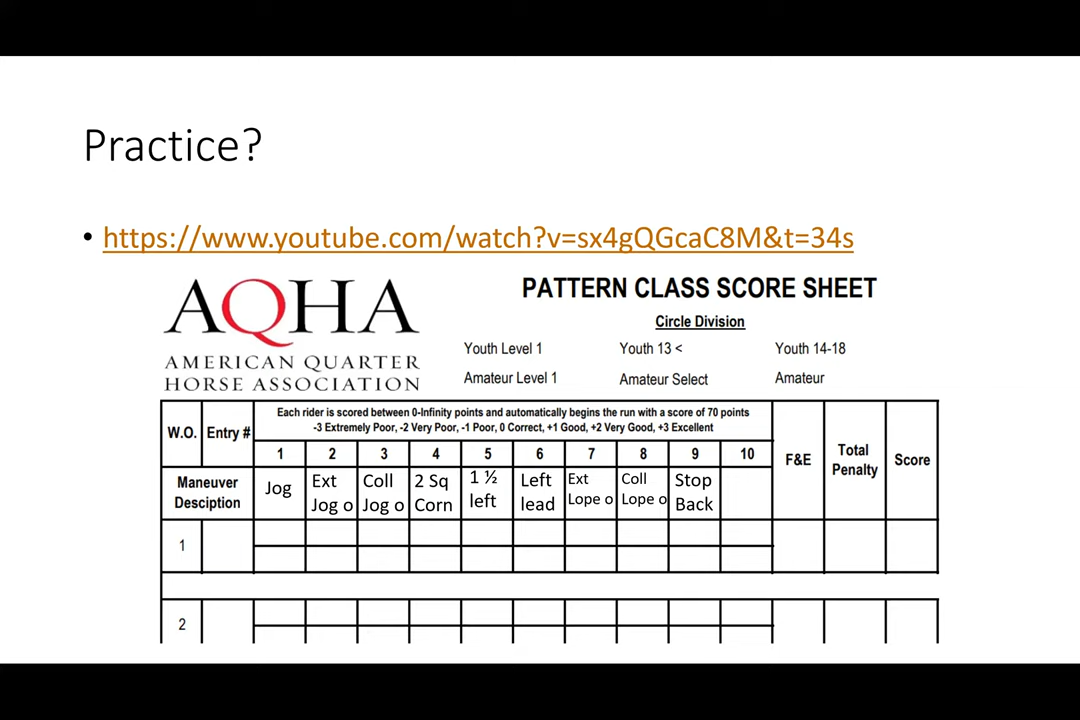 Practice?
• https://www.youtube.com/watch?v=sx4gQGcaC8M&t=34s
AQHA
AMERICAN QUARTER
HORSE ASSOCIATION
PATTERN CLASS SCORE SHEET
Circle Division
Youth Level 1 Youth 13 < Youth 14-18
Amateur Level 1 Amateur Select Amateur
W.O. Entry # Each rider is scored between 0-Infinity points and automatically begins the run with a score of 70 points
-3 Extremely Poor, -2 Very Poor, -1 Poor, 0 Correct, +1 Good, +2 Very Good, +3 Excellent
1 2 3 4 5 6 7 8 9 10 F&E Total Penalty Score
Maneuver Desciption
Jog
Ext Jog o
Coll Jog o
2 Sq Corn
1 ½ left
Left lead
Ext Lope o
Coll Lope o
Stop Back
1
2